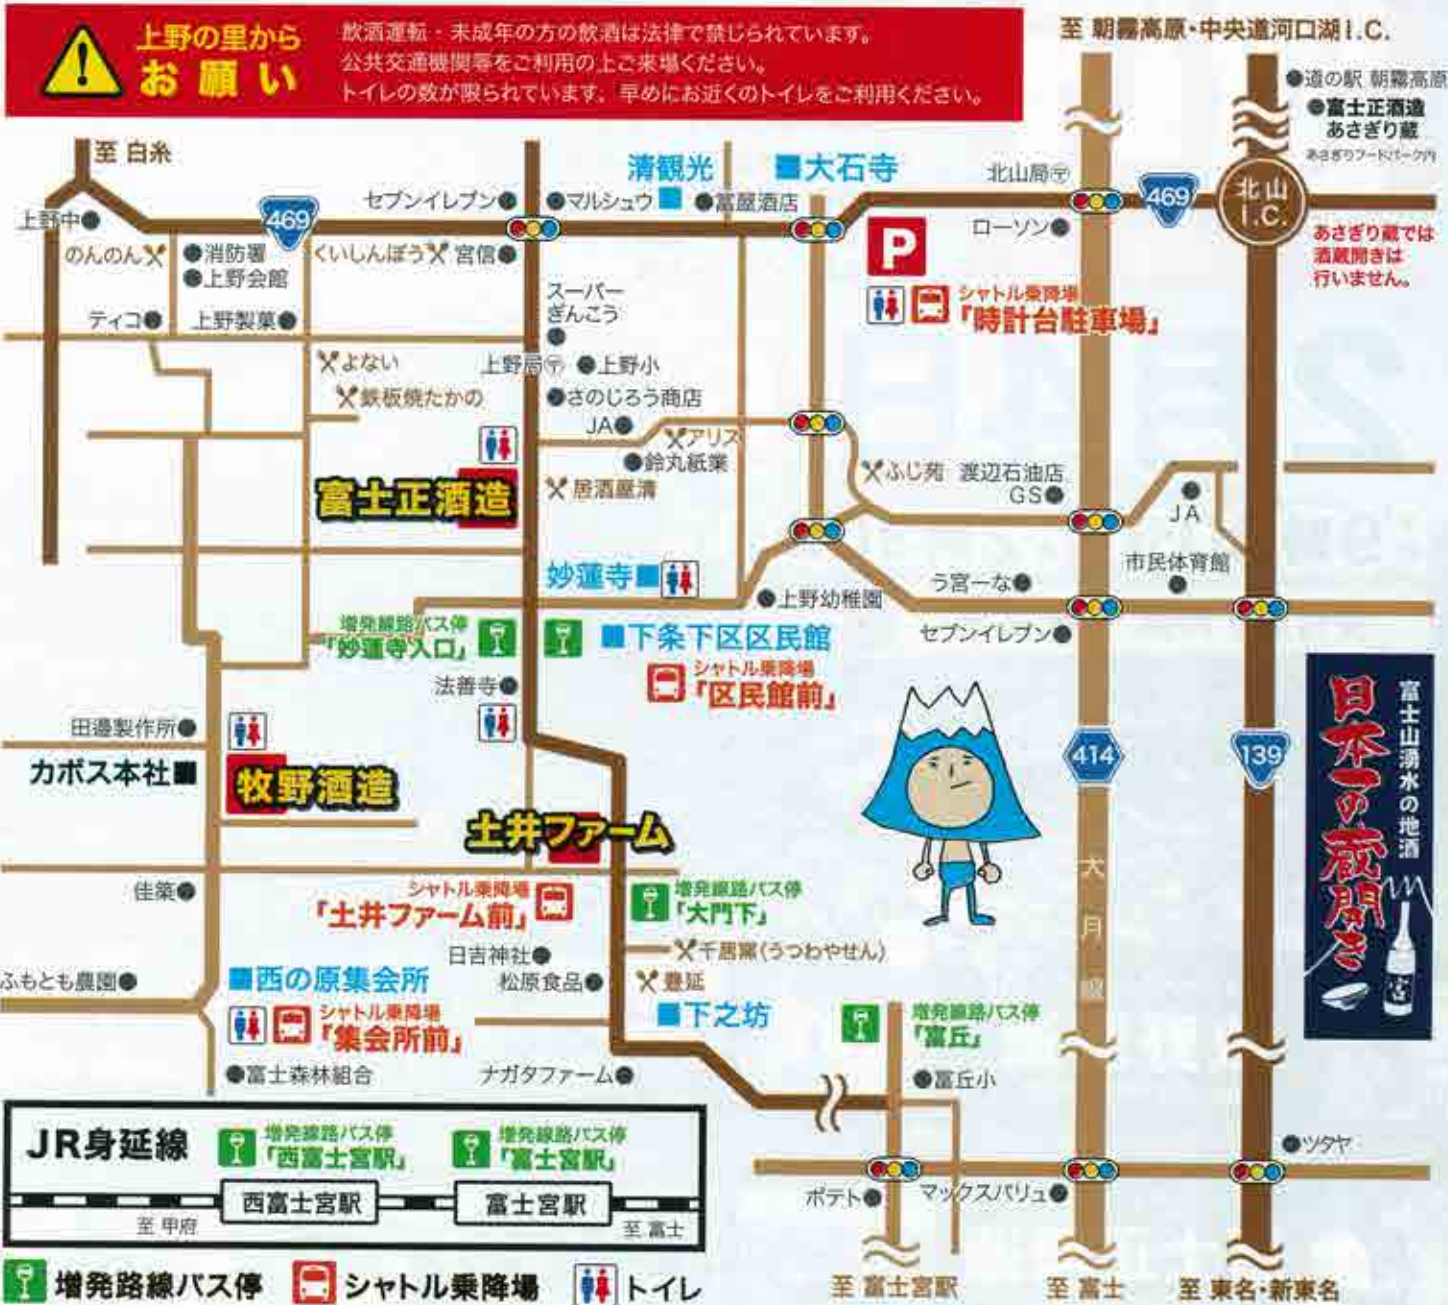 上野の里から
お願い
飲酒運転・未成年の方の飲酒は法律で禁じられています。
公共交通機関等をご利用の上ご来場ください。
トイレの数が限られています。早めにお近くのトイレをご利用ください。
至 朝霧高原・中央道河口湖I.C.
道の駅 朝霧高原
富士正酒造
あさぎり蔵
あさぎりフードパーク内
至 白糸
清観光
大石寺
北山局〒
469
北山
I.C.
上野中
469
セブンイレブン
マルシュウ
冨屋酒店
ローソン
P
あさぎり蔵では
酒蔵開きは
行いません。
のんのん
消防署
上野会館
くいしんぼう
宮信
シャトル乗降場
「時計台駐車場」
スーパー
ぎんこう
ティコ
上野製菓
よない
上野局〒
上野小
鉄板焼たかの
さのじろう商店
JA
アリス
鈴丸紙業
ふじ苑
渡辺石油店
GS
JA
富士正酒造
居酒屋清
妙蓮寺
市民体育館
う宮一な
上野幼稚園
増発線路バス停
「妙蓮寺入口」
下条下区区民館
セブンイレブン
シャトル乗降場
「区民館前」
法善寺
田邉製作所
カボス本社
牧野酒造
414
139
富士山湧水の地酒
日本一の蔵開き
宮
土井ファーム
大月線
佳築
シャトル乗降場
「土井ファーム前」
増発線路バス停
「大門下」
日吉神社
千居窯(うつわやせん)
ふもとも農園
西の原集会所
松原食品
豊延
シャトル乗降場
「集会所前」
下之坊
増発線路バス停
「富丘」
富士森林組合
ナガタファーム
富丘小
JR身延線
増発線路バス停
「西富士宮駅」
増発線路バス停
「富士宮駅」
西富士宮駅
富士宮駅
至 甲府
至 富士
ツタヤ
ポテト
マックスバリュ
増発路線バス停
シャトル乗降場
トイレ
至 富士宮駅
至 富士
至 東名・新東名